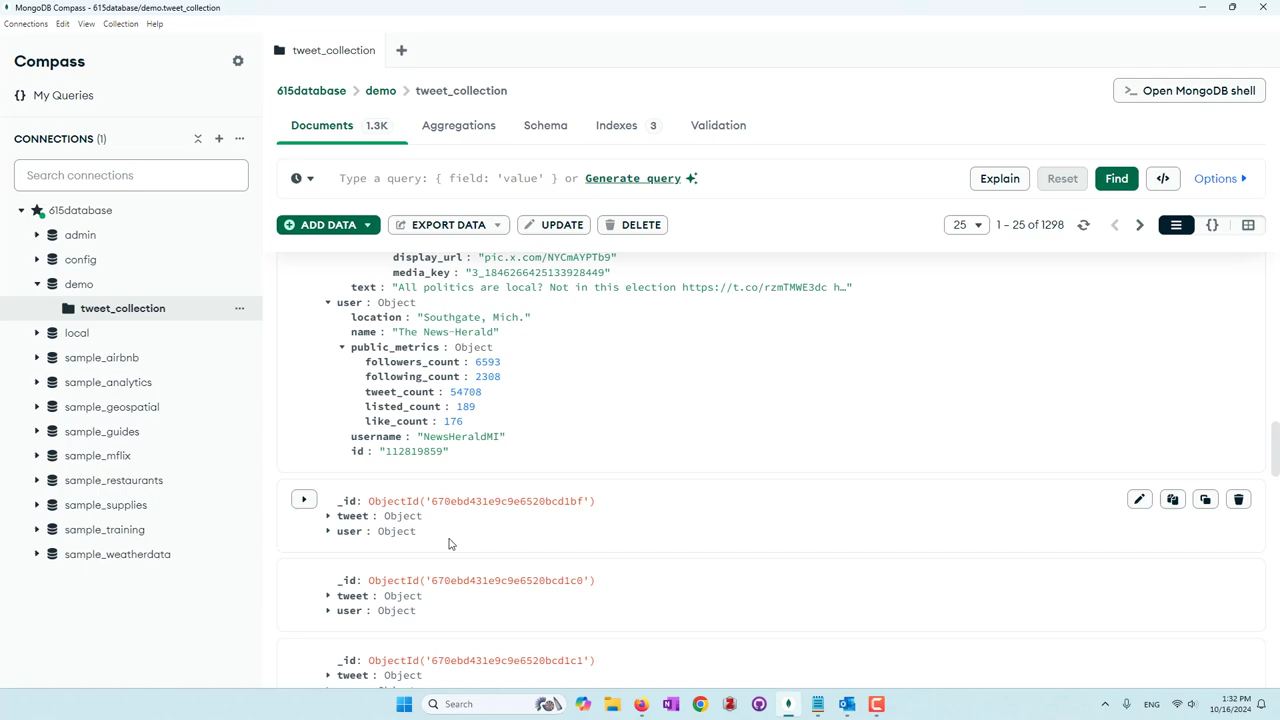 MongoDB Compass - 615database/demo.tweet_collection
Connections Edit View Collection Help
Compass
{} My Queries
CONNECTIONS (1)
Search connections
615database
admin
config
demo
tweet_collection
local
sample_airbnb
sample_analytics
sample_geospatial
sample_guides
sample_mflix
sample_restaurants
sample_supplies
sample_training
sample_weatherdata
tweet_collection
615database > demo > tweet_collection
>_ Open MongoDB shell
Documents 1.3K Aggregations Schema Indexes 3 Validation
Type a query: { field: 'value' } or Generate query
Explain Reset Find </> Options
ADD DATA EXPORT DATA UPDATE DELETE
25 1 – 25 of 1298 {}
display_url : "pic.x.com/NYCmAYPTb9"
media_key : "3_1846266425133928449"
text : "All politics are local? Not in this election https://t.co/rzmTMWE3dc h…"
user : Object
location : "Southgate, Mich."
name : "The News-Herald"
public_metrics : Object
followers_count : 6593
following_count : 2308
tweet_count : 54708
listed_count : 189
like_count : 176
username : "NewsHeraldMI"
id : "112819859"
_id: ObjectId('670ebd431e9c9e6520bcd1bf')
tweet : Object
user : Object
_id: ObjectId('670ebd431e9c9e6520bcd1c0')
tweet : Object
user : Object
_id: ObjectId('670ebd431e9c9e6520bcd1c1')
tweet : Object
Search
ENG
1:32 PM
10/16/2024